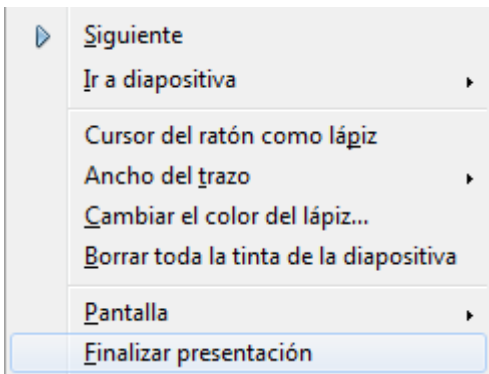 Siguiente
Ir a diapositiva
Cursor del ratón como lápiz
Ancho del trazo
Cambiar el color del lápiz...
Borrar toda la tinta de la diapositiva
Pantalla
Finalizar presentación